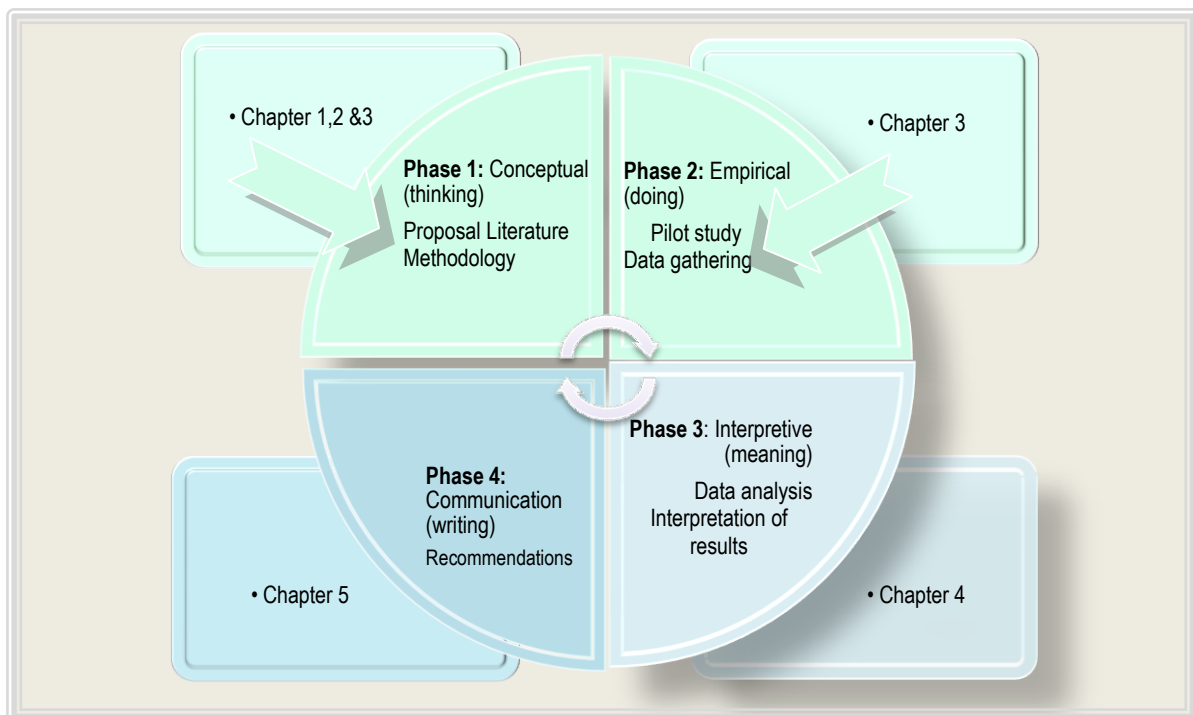 • Chapter 1,2 &3
Phase 1: Conceptual
(thinking)
Proposal Literature
Methodology
Phase 2: Empirical
(doing)
Pilot study
Data gathering
• Chapter 3
Phase 4:
Communication
(writing)
Recommendations
• Chapter 5
Phase 3: Interpretive
(meaning)
Data analysis
Interpretation of
results
• Chapter 4